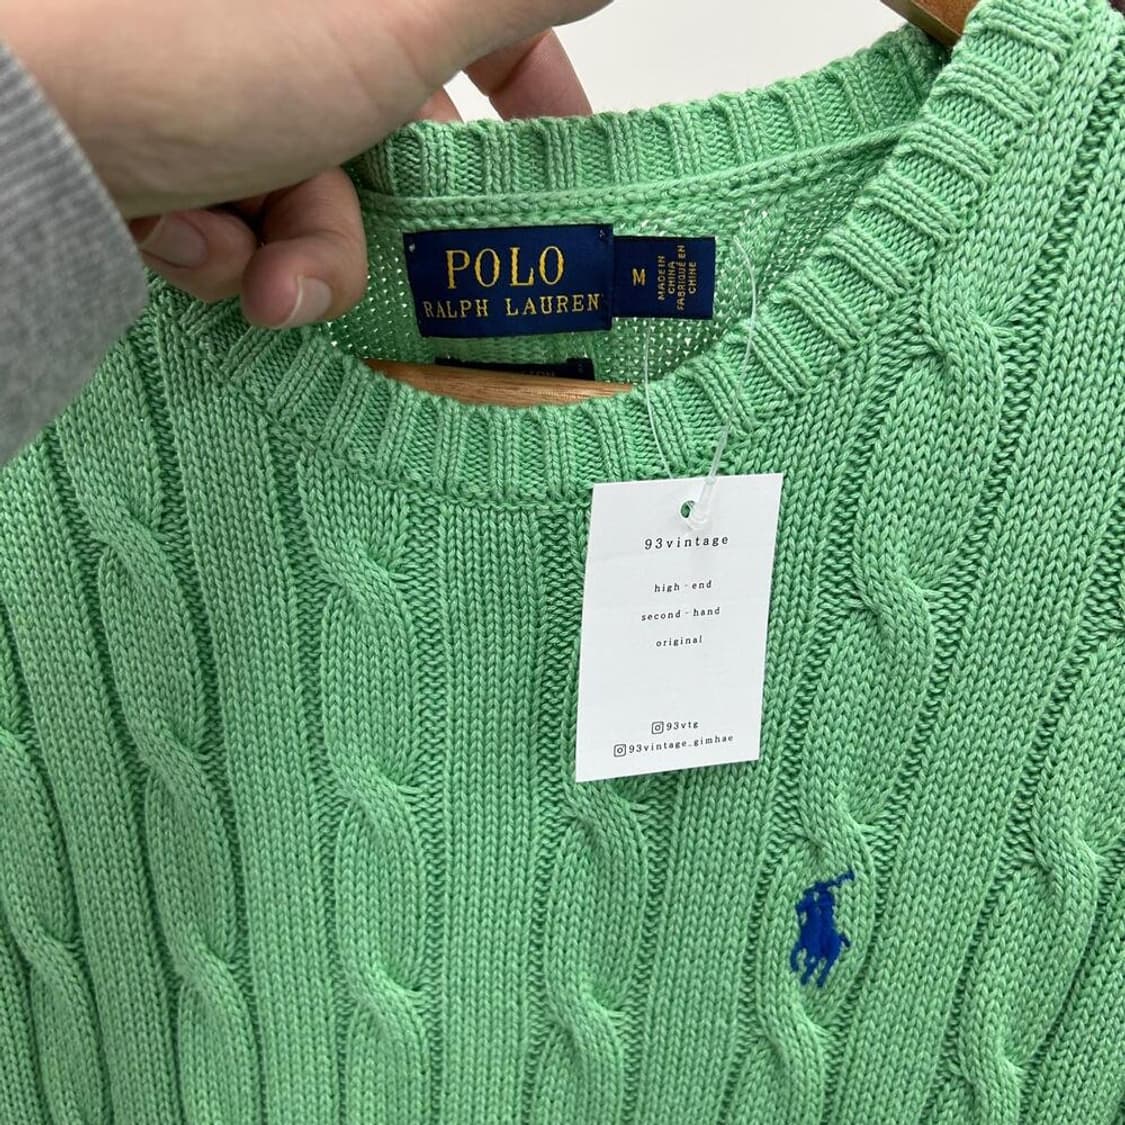 POLO
RALPH LAUREN
M
MADE IN
CHINA
FABRIQUÉ EN
CHINE
93vintage
high-end
second-hand
original
93vtg
93vintage_gimhae